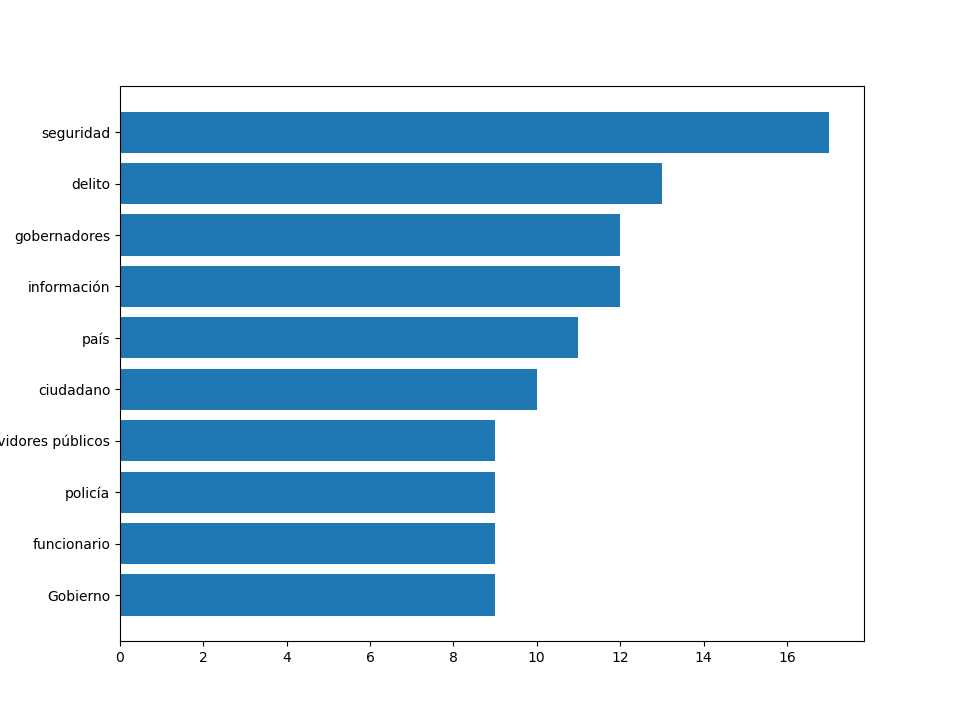 seguridad
delito
gobernadores
información
país
ciudadano
vidores públicos
policía
funcionario
Gobierno
0 2 4 6 8 10 12 14 16